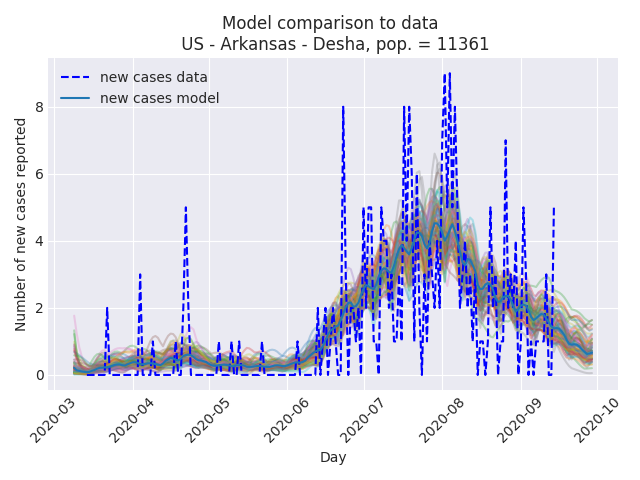 Model comparison to data
US - Arkansas - Desha, pop. = 11361
new cases data
new cases model
Number of new cases reported
8
6
4
2
0
2020-03
2020-04
2020-05
2020-06
2020-07
2020-08
2020-09
2020-10
Day